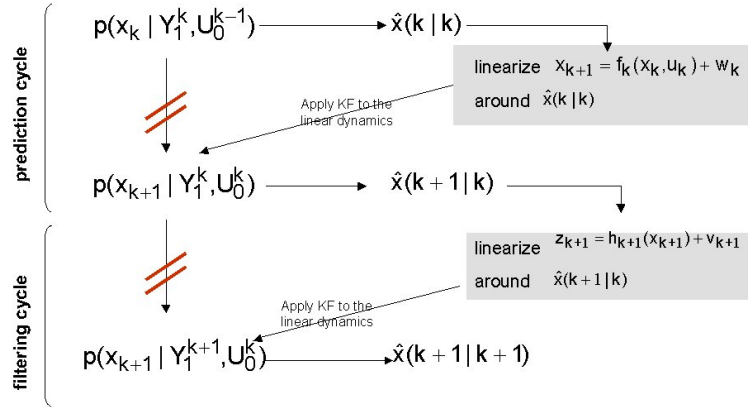 prediction cycle
p(x_k | Y_1^k, U_0^{k-1})
x̂(k | k)
linearize x_{k+1} = f_k(x_k, u_k) + w_k
around x̂(k | k)
Apply KF to the
linear dynamics
p(x_{k+1} | Y_1^k, U_0^k)
x̂(k + 1 | k)
filtering cycle
linearize z_{k+1} = h_{k+1}(x_{k+1}) + v_{k+1}
around x̂(k + 1 | k)
Apply KF to the
linear dynamics
p(x_{k+1} | Y_1^{k+1}, U_0^k)
x̂(k + 1 | k + 1)